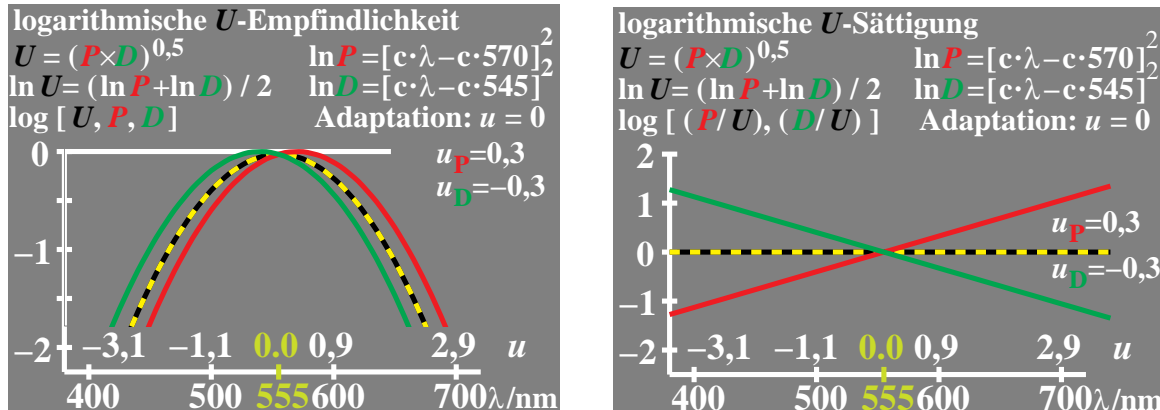 logarithmische U-Empfindlichkeit
U = (P×D)^0,5 lnP=[c·λ−c·570]^2
ln U=(lnP+lnD) / 2 lnD=[c·λ−c·545]^2
log [ U, P, D ] Adaptation: u = 0
0
−1
−2
u_P=0,3
u_D=−0,3
−3,1 −1,1 0.0 0,9 2,9 u
400 500 555 600 700 λ/nm
logarithmische U-Sättigung
U = (P×D)^0,5 lnP=[c·λ−c·570]^2
ln U=(lnP+lnD) / 2 lnD=[c·λ−c·545]^2
log [ (P/U), (D/U) ] Adaptation: u = 0
2
1
0
−1
−2
u_P=0,3
u_D=−0,3
−3,1 −1,1 0.0 0,9 2,9 u
400 500 555 600 700 λ/nm